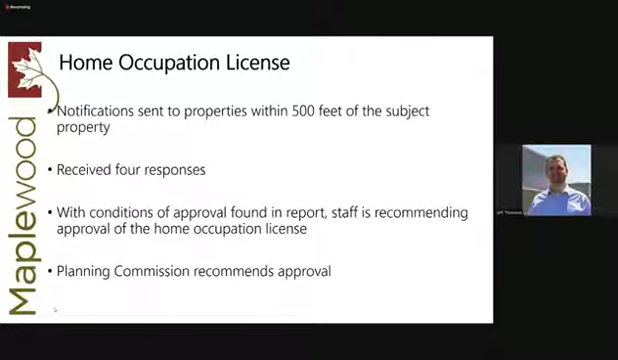 Recording
Home Occupation License
• Notifications sent to properties within 500 feet of the subject
property
• Received four responses
• With conditions of approval found in report, staff is recommending
approval of the home occupation license
• Planning Commission recommends approval
Maplewood